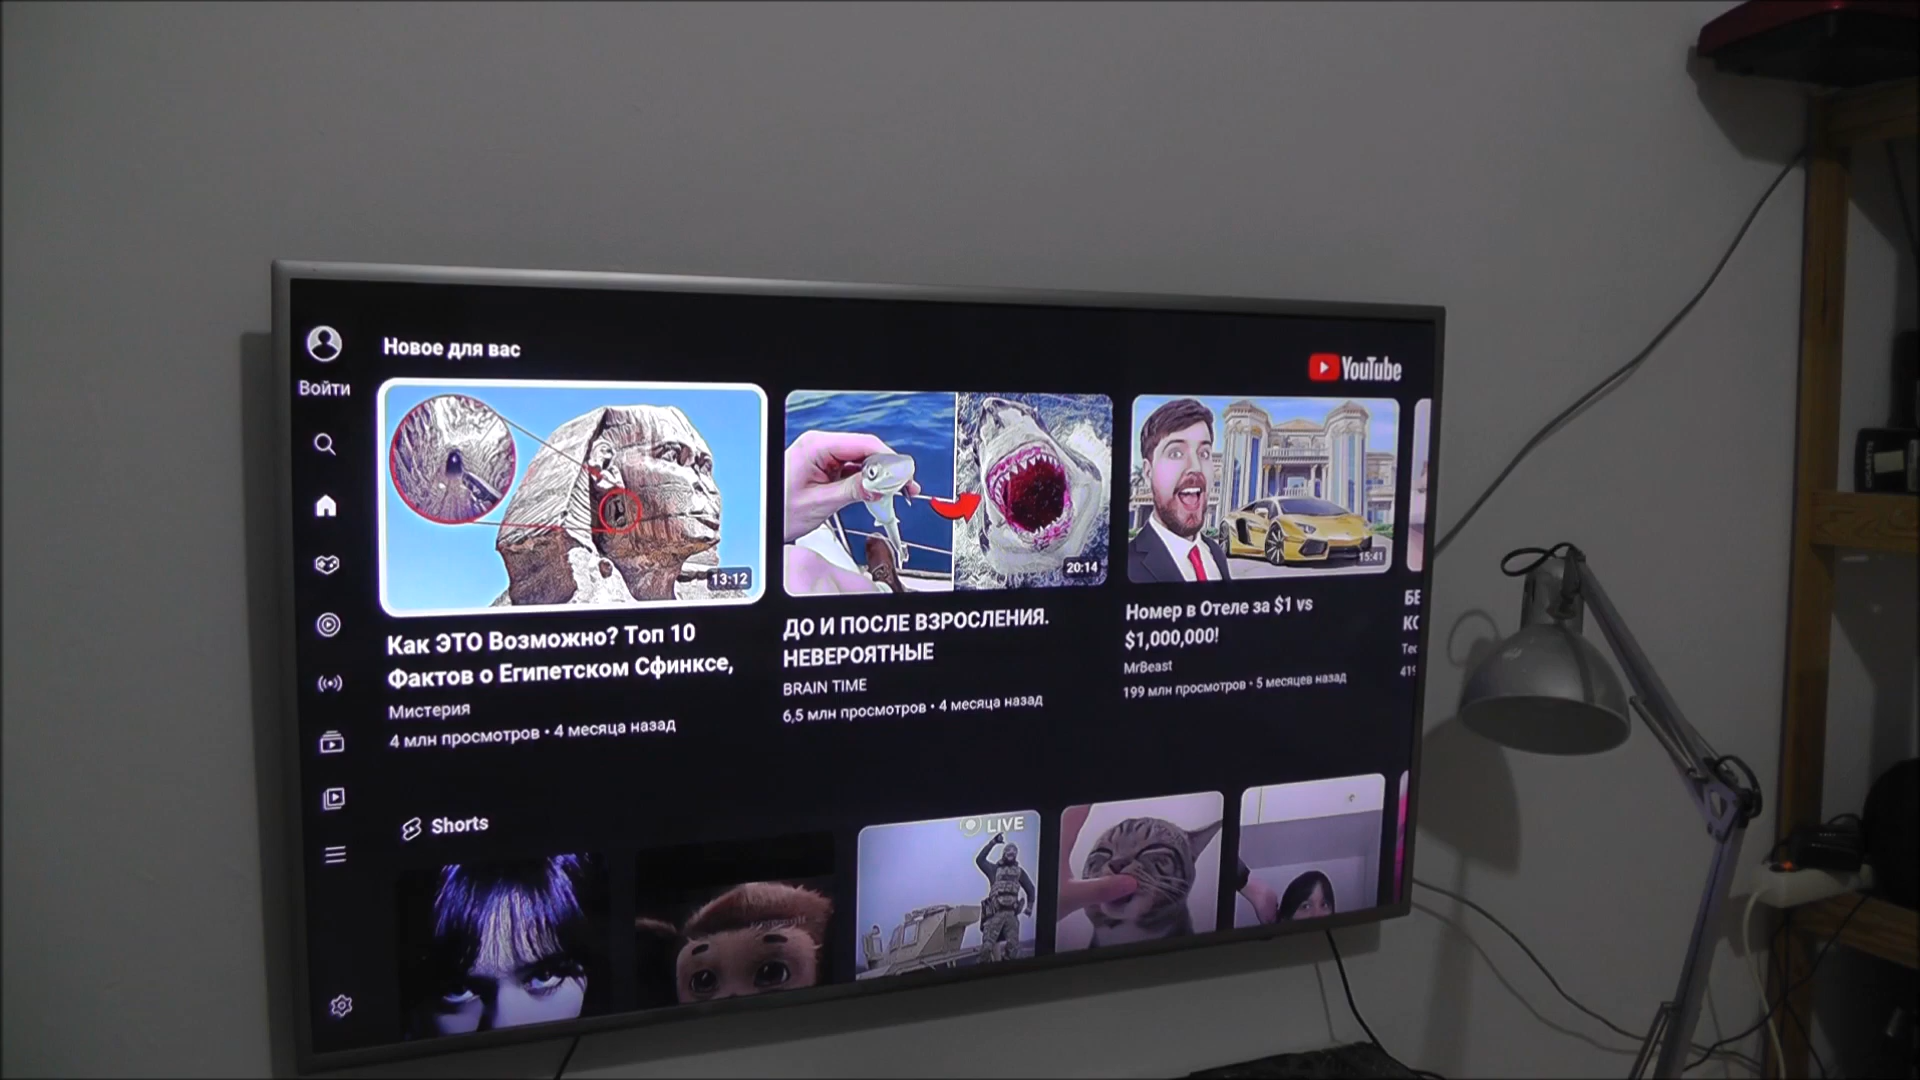 Новое для вас
YouTube
Войти
13:12
20:14
15:41
Как ЭТО Возможно? Топ 10
Фактов о Египетском Сфинксе,
Мистерия
4 млн просмотров • 4 месяца назад
ДО И ПОСЛЕ ВЗРОСЛЕНИЯ.
НЕВЕРОЯТНЫЕ
BRAIN TIME
6,5 млн просмотров • 4 месяца назад
Номер в Отеле за $1 vs
$1,000,000!
MrBeast
199 млн просмотров • 5 месяцев назад
Shorts
LIVE